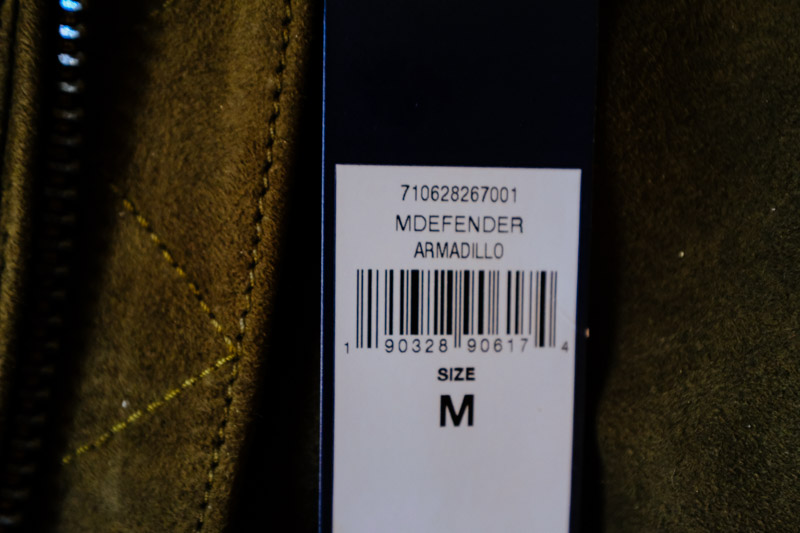 710628267001
MDEFENDER
ARMADILLO
1 90328 90617 4
SIZE
M